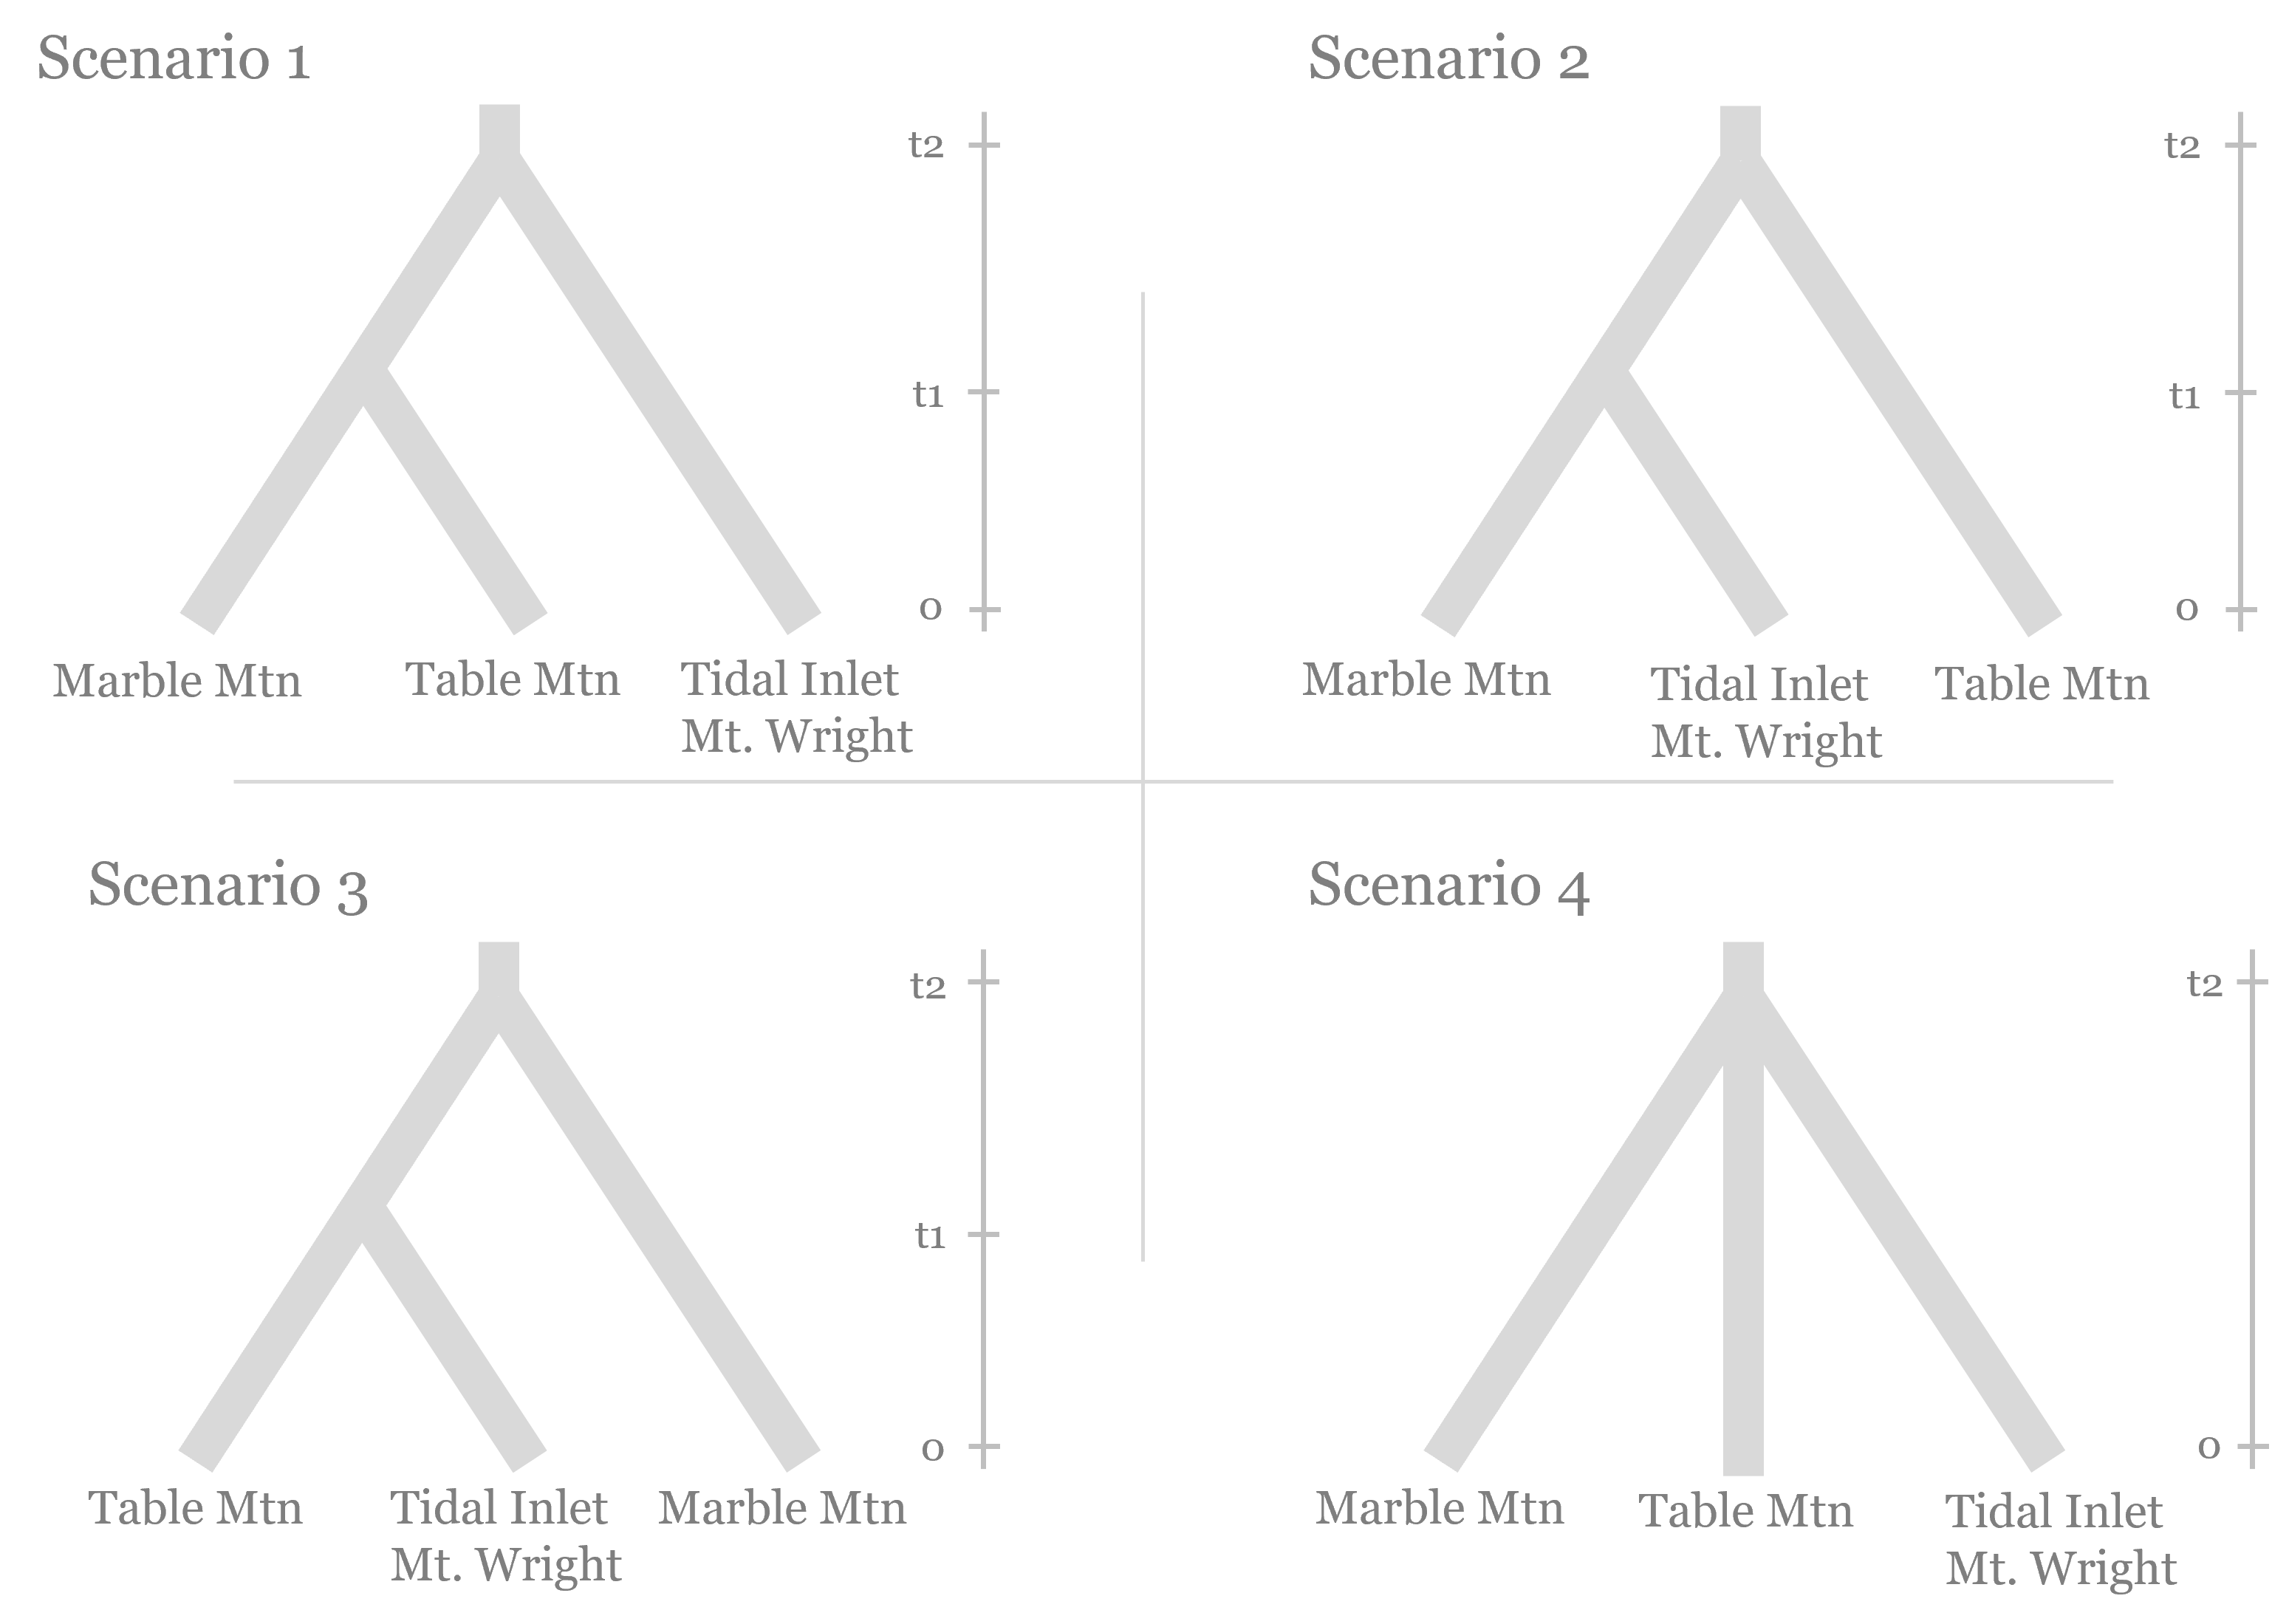 Scenario 1
t2
t1
0
Marble Mtn
Table Mtn
Tidal Inlet
Mt. Wright
Scenario 2
t2
t1
0
Marble Mtn
Tidal Inlet
Mt. Wright
Table Mtn
Scenario 3
t2
t1
0
Table Mtn
Tidal Inlet
Mt. Wright
Marble Mtn
Scenario 4
t2
0
Marble Mtn
Table Mtn
Tidal Inlet
Mt. Wright